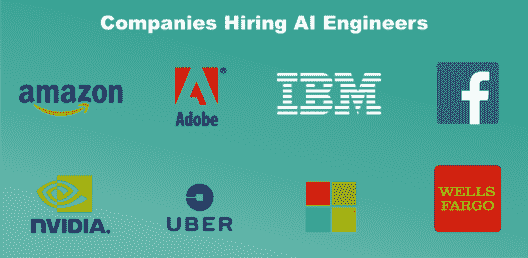 Companies Hiring AI Engineers
amazon
Adobe
IBM
f
NVIDIA.
UBER
WELLS
FARGO